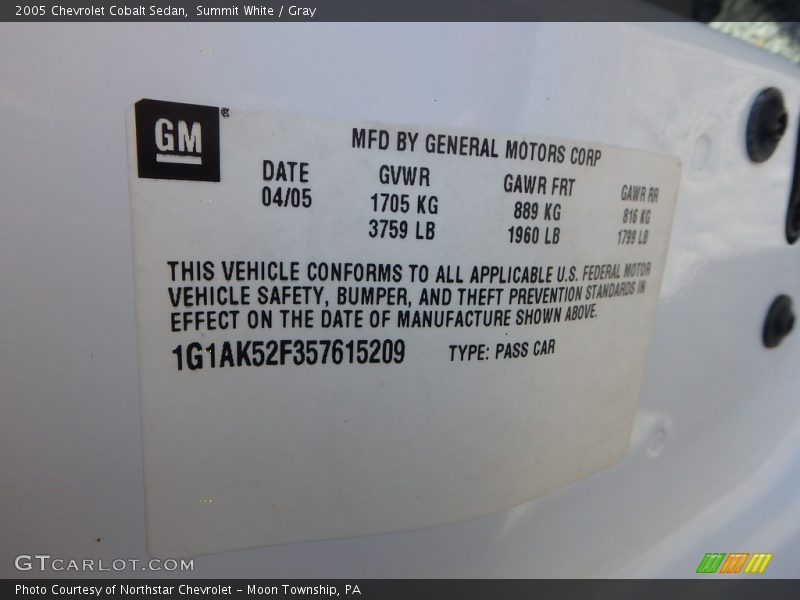 2005 Chevrolet Cobalt Sedan,  Summit White / Gray
GM®
MFD BY GENERAL MOTORS CORP
DATE GVWR GAWR FRT GAWR RR
04/05 1705 KG 889 KG 816 KG
3759 LB 1960 LB 1799 LB
THIS VEHICLE CONFORMS TO ALL APPLICABLE U.S. FEDERAL MOTOR
VEHICLE SAFETY, BUMPER, AND THEFT PREVENTION STANDARDS IN
EFFECT ON THE DATE OF MANUFACTURE SHOWN ABOVE.
1G1AK52F357615209 TYPE: PASS CAR
GTCARLOT.COM
Photo Courtesy of Northstar Chevrolet - Moon Township, PA